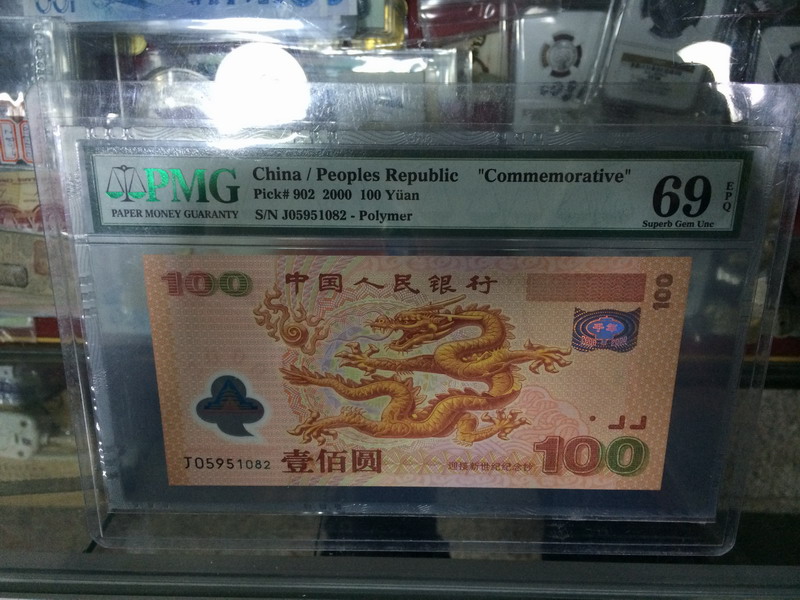 PMG
PAPER MONEY GUARANTY
China / Peoples Republic "Commemorative"
Pick# 902 2000 100 Yüan
S/N J05951082 - Polymer
69
EPQ
Superb Gem Unc
100
中国人民银行
100
千禧
J05951082
壹佰圆
迎接新世纪纪念钞
100